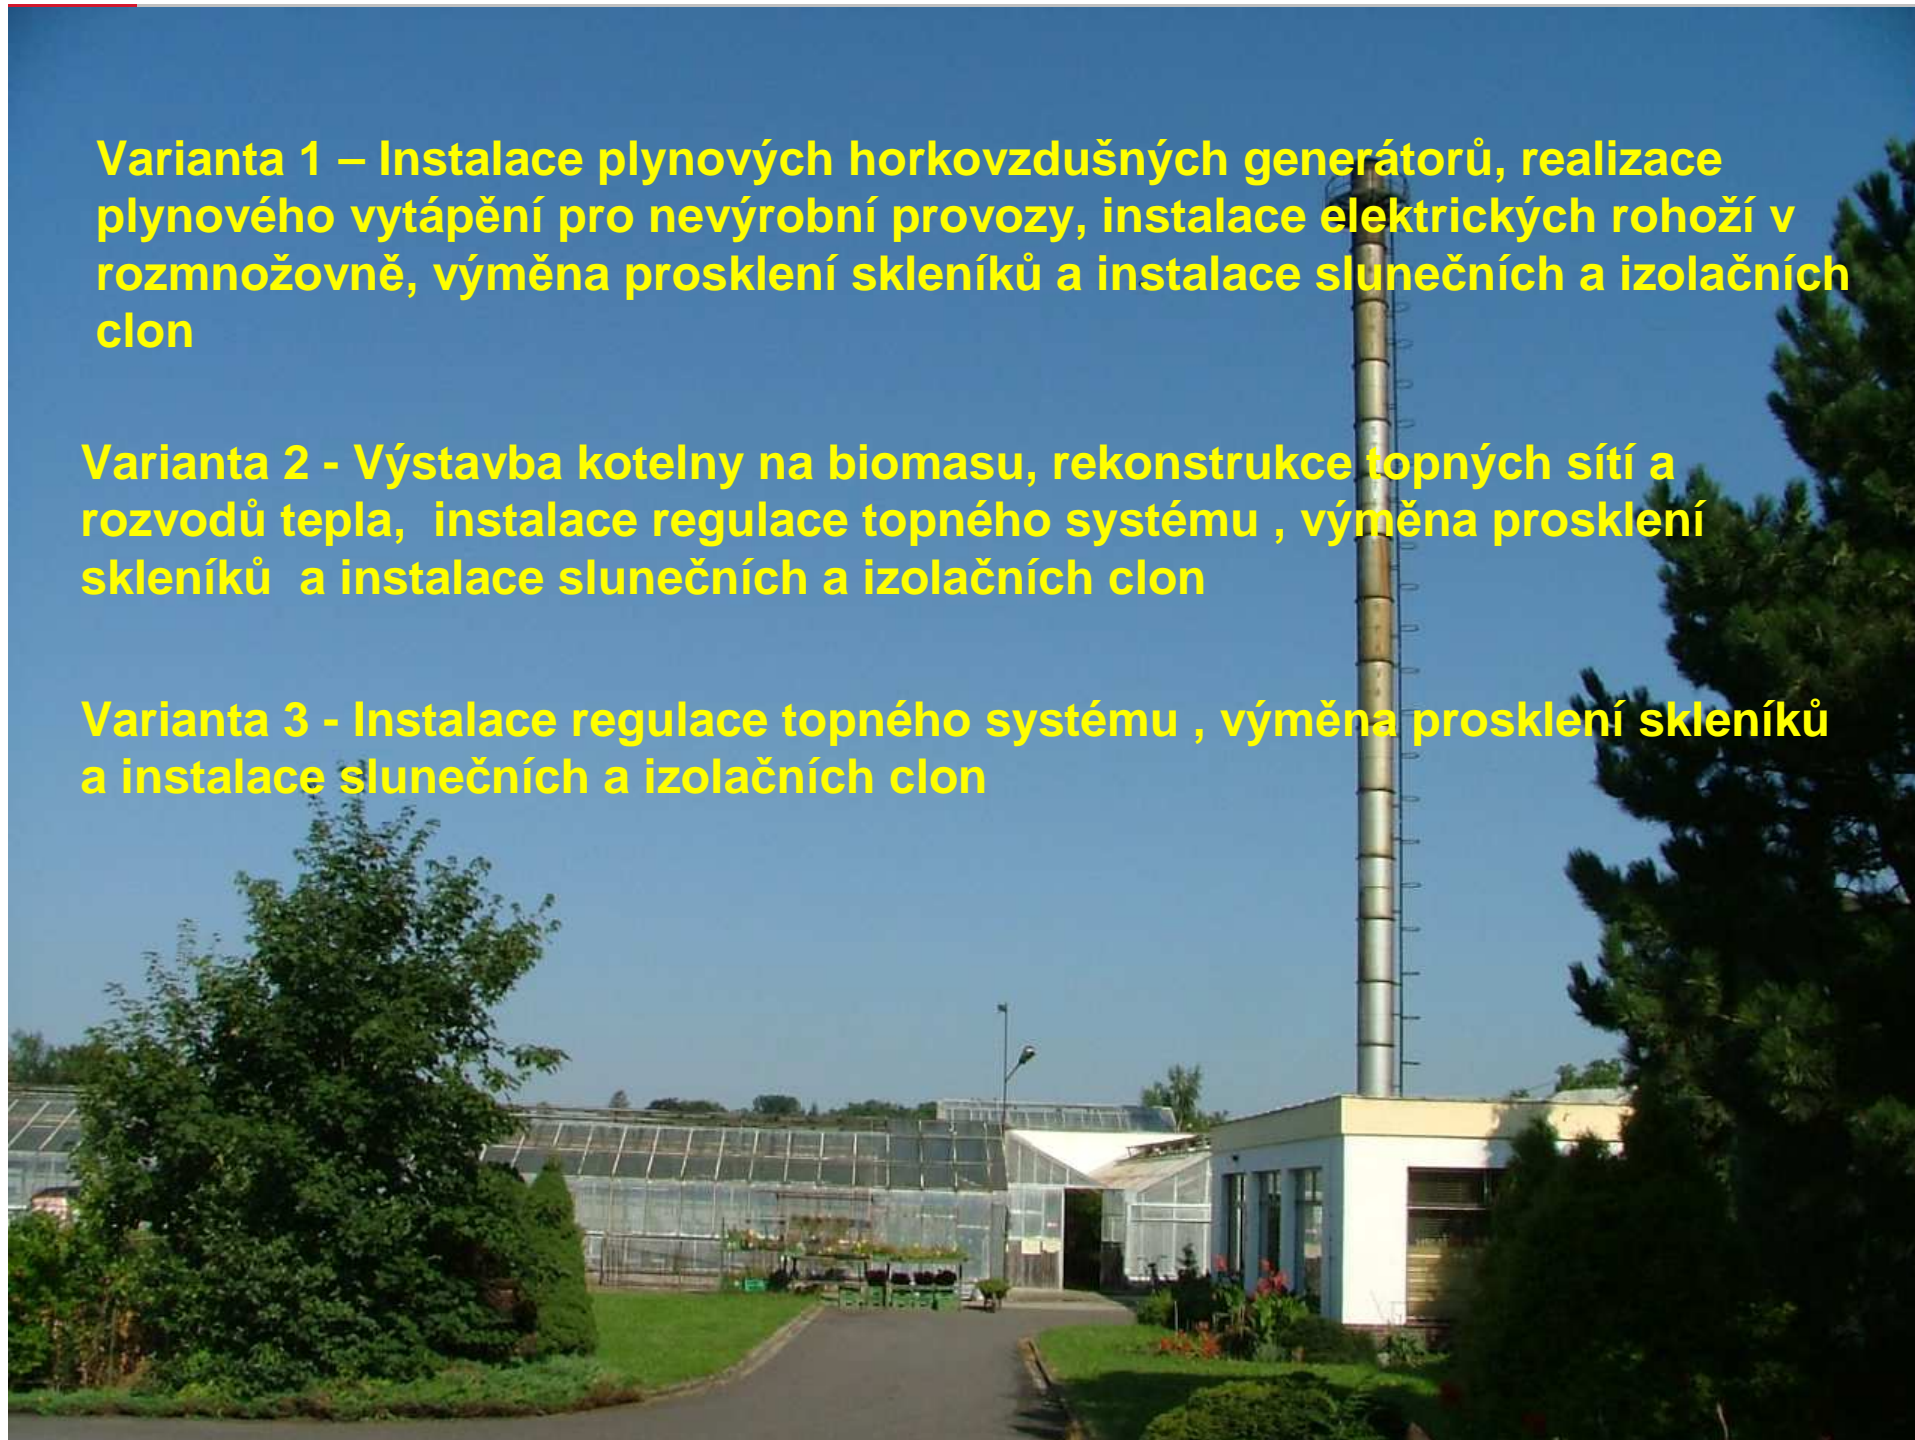 Varianta 1 – Instalace plynových horkovzdušných generátorů, realizace
plynového vytápění pro nevýrobní provozy, instalace elektrických rohoží v
rozmnožovně, výměna prosklení skleníků a instalace slunečních a izolačních
clon
Varianta 2 - Výstavba kotelny na biomasu, rekonstrukce topných sítí a
rozvodů tepla,  instalace regulace topného systému , výměna prosklení
skleníků  a instalace slunečních a izolačních clon
Varianta 3 - Instalace regulace topného systému , výměna prosklení skleníků
a instalace slunečních a izolačních clon